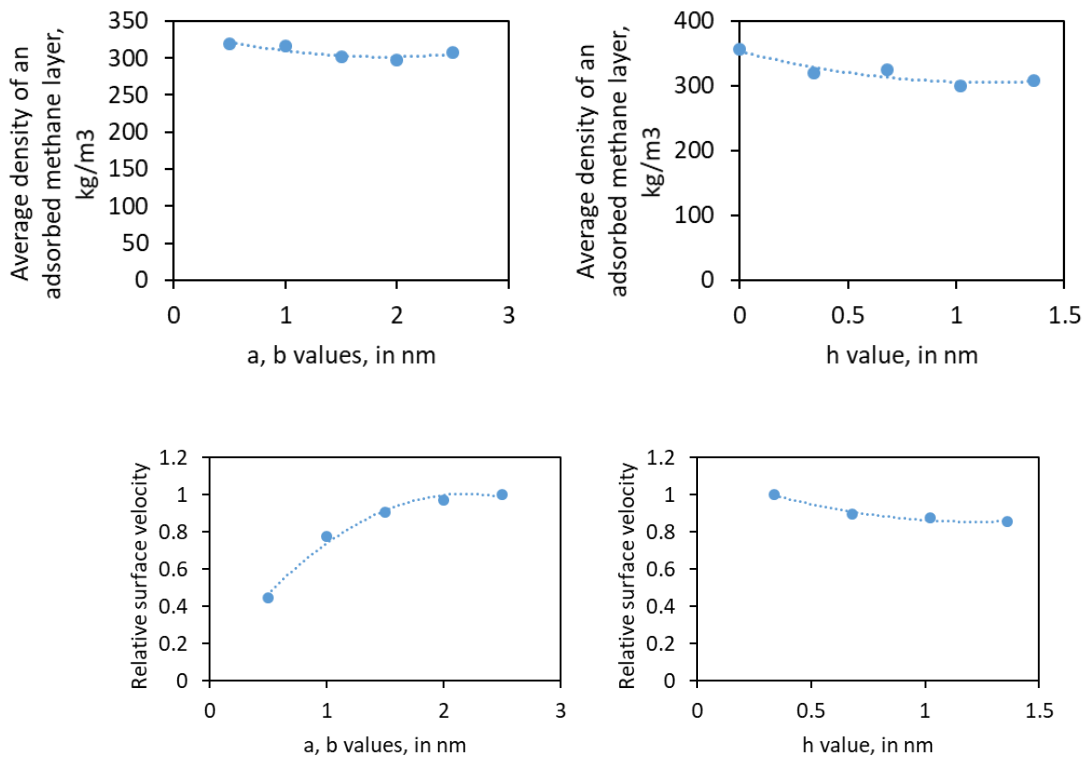 Average density of an
adsorbed methane layer,
kg/m3
350
300
250
200
150
100
50
0
0 1 2 3
a, b values, in nm
Average density of an
adsorbed methane layer,
kg/m3
400
300
200
100
0
0 0.5 1 1.5
h value, in nm
Relative surface velocity
1.2
1
0.8
0.6
0.4
0.2
0
0 1 2 3
a, b values, in nm
Relative surface velocity
1.2
1
0.8
0.6
0.4
0.2
0
0 0.5 1 1.5
h value, in nm